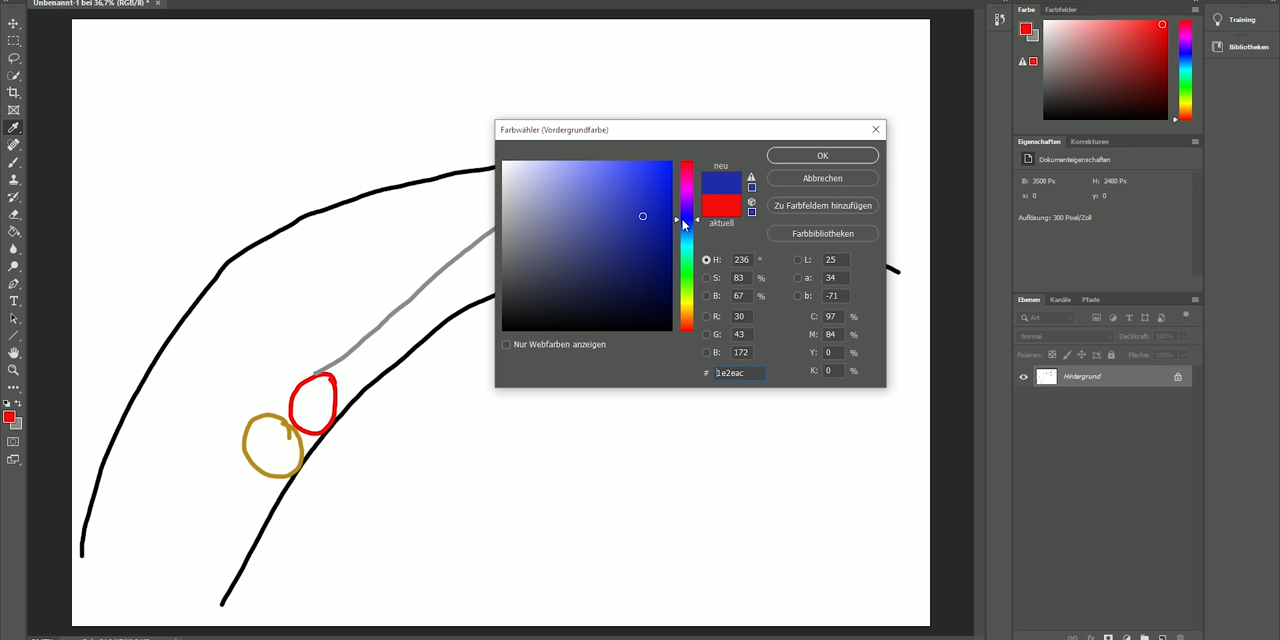 Unbenannt-1 bei 36,7% (RGB/8) * ×
Farbwähler (Vordergrundfarbe)
neu
aktuell
OK
Abbrechen
Zu Farbfeldern hinzufügen
Farbbibliotheken
H: 236 °
S: 83 %
B: 67 %
R: 30
G: 43
B: 172
L: 25
a: 34
b: -71
C: 97 %
M: 84 %
Y: 0 %
K: 0 %
# 1e2eac
Nur Webfarben anzeigen
Farbe Farbfelder
Training
Bibliotheken
Eigenschaften Korrekturen
Dokumenteigenschaften
B: 3508 Px H: 2480 Px
x: 0 y: 0
Auflösung: 300 Pixel/Zoll
Ebenen Kanäle Pfade
Art
Normal Deckkraft: 100%
Fixieren: Fläche: 100%
Hintergrund